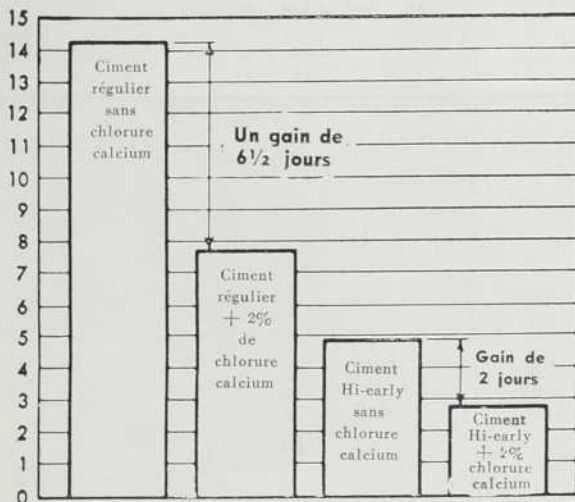 15
14
13
12
11
10
9
8
7
6
5
4
3
2
1
0
Ciment
régulier
sans
chlorure
calcium
Un gain de
6½ jours
Ciment
régulier
+ 2%
de
chlorure
calcium
Ciment
Hi-early
sans
chlorure
calcium
Gain de
2 jours
Ciment
Hi-early
+ 2%
chlorure
calcium